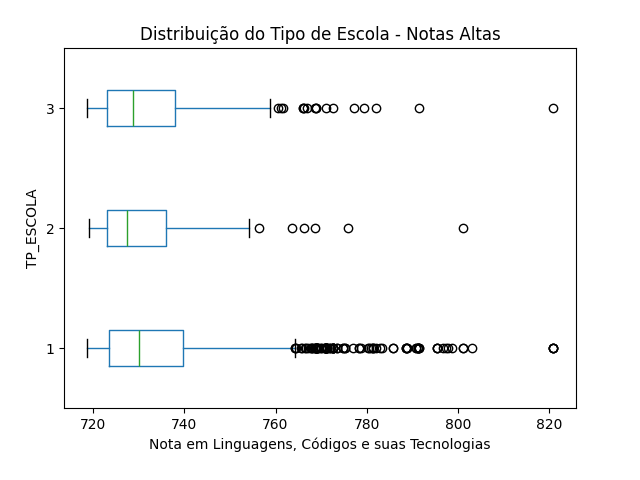 Distribuição do Tipo de Escola - Notas Altas
3
2
1
TP_ESCOLA
720 740 760 780 800 820
Nota em Linguagens, Códigos e suas Tecnologias